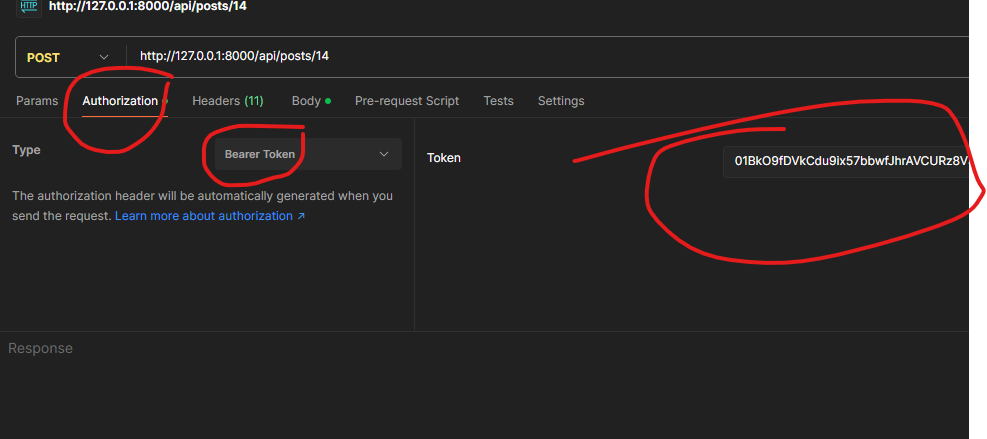 HTTP http://127.0.0.1:8000/api/posts/14
POST http://127.0.0.1:8000/api/posts/14
Params Authorization Headers (11) Body Pre-request Script Tests Settings
Type Bearer Token
The authorization header will be automatically generated when you
send the request. Learn more about authorization ↗
Token 01BkO9fDVkCdu9ix57bbwfJhrAVCURz8V
Response